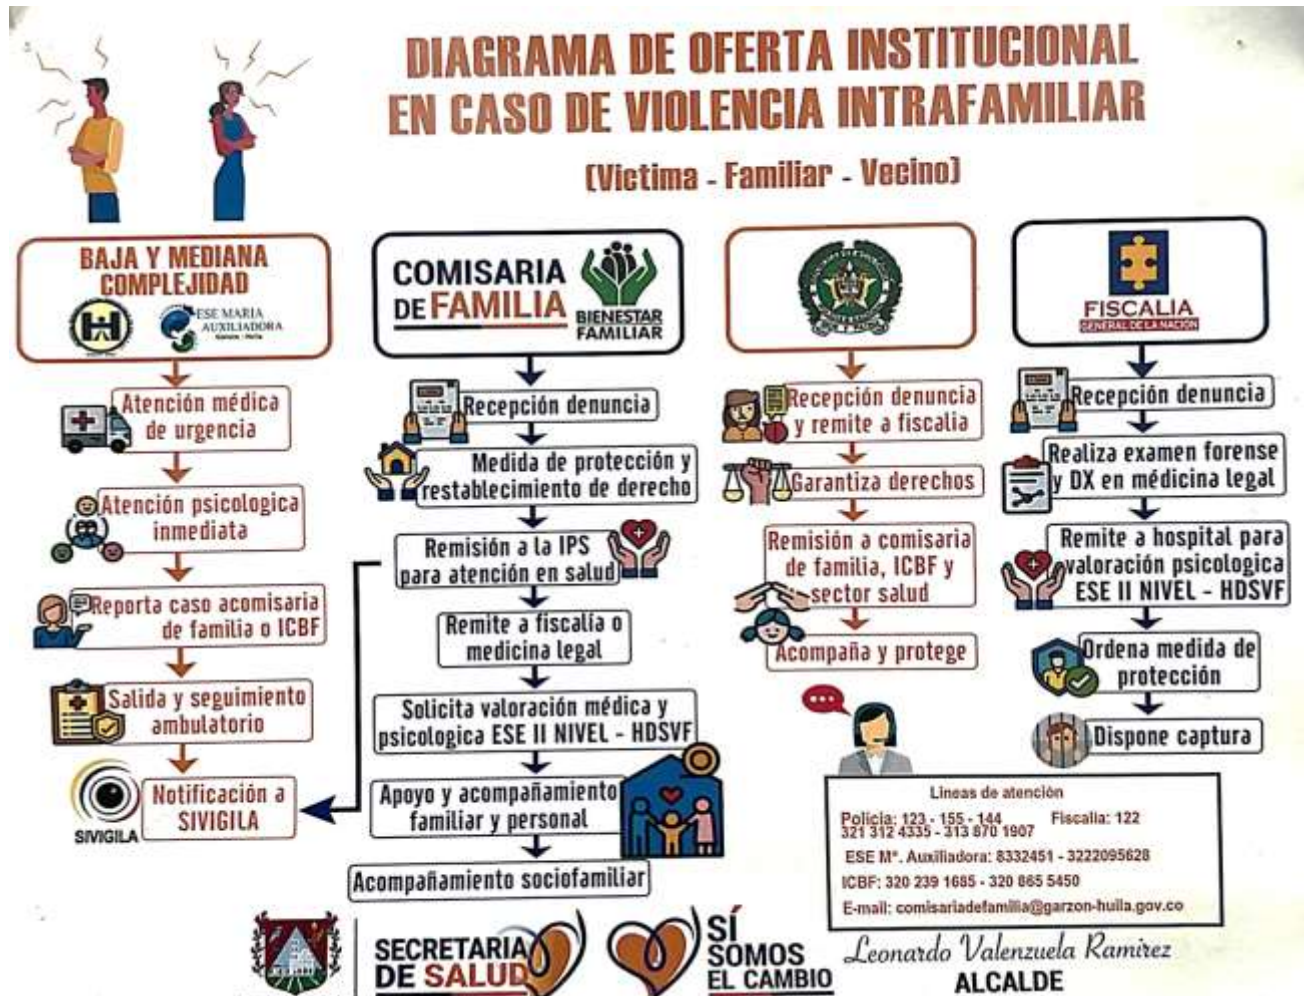 DIAGRAMA DE OFERTA INSTITUCIONAL
EN CASO DE VIOLENCIA INTRAFAMILIAR
(Victima - Familiar - Vecino)
BAJA Y MEDIANA
COMPLEJIDAD
ESE MARIA
AUXILIADORA
Garzón - Huila
Atención médica
de urgencia
Atención psicologica
inmediata
Reporta caso acomisaria
de familia o ICBF
Salida y seguimiento
ambulatorio
SIVIGILA
Notificación a
SIVIGILA
COMISARIA
DE FAMILIA
BIENESTAR
FAMILIAR
Recepción denuncia
Medida de protección y
restablecimiento de derecho
Remisión a la IPS
para atención en salud
Remite a fiscalía o
medicina legal
Solicita valoración médica y
psicologica ESE II NIVEL - HDSVF
Apoyo y acompañamiento
familiar y personal
Acompañamiento sociofamiliar
Recepción denuncia
y remite a fiscalia
Garantiza derechos
Remisión a comisaria
de familia, ICBF y
sector salud
Acompaña y protege
FISCALIA
GENERAL DE LA NACIÓN
Recepción denuncia
Realiza examen forense
y DX en médicina legal
Remite a hospital para
valoración psicologica
ESE II NIVEL - HDSVF
Ordena medida de
protección
Dispone captura
Lineas de atención
Policia: 123 - 155 - 144 Fiscalia: 122
321 312 4335 - 313 870 1907
ESE Mª. Auxiliadora: 8332451 - 3222095628
ICBF: 320 239 1685 - 320 865 5450
E-mail: comisariadefamilia@garzon-huila.gov.co
SECRETARIA
DE SALUD
SÍ
SOMOS
EL CAMBIO
Leonardo Valenzuela Ramirez
ALCALDE